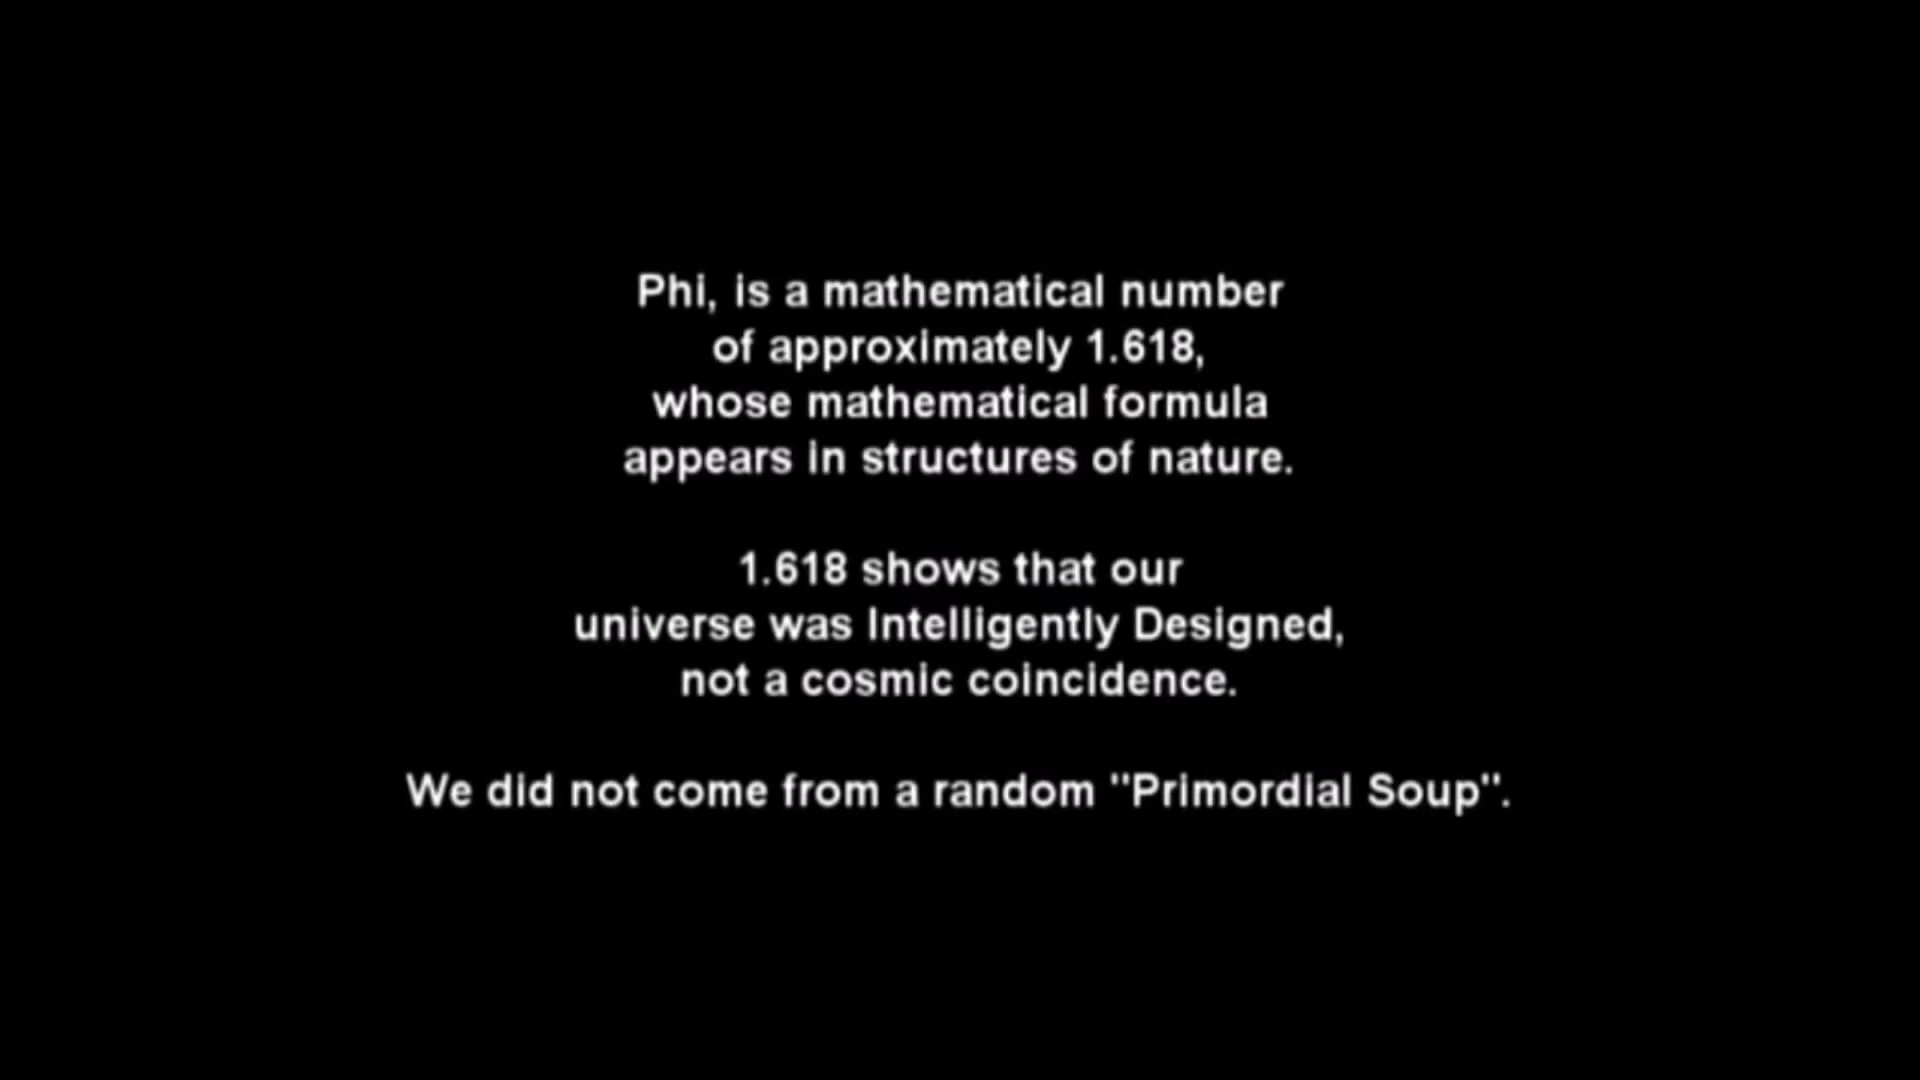 Phi, is a mathematical number
of approximately 1.618,
whose mathematical formula
appears in structures of nature.
1.618 shows that our
universe was Intelligently Designed,
not a cosmic coincidence.
We did not come from a random "Primordial Soup".